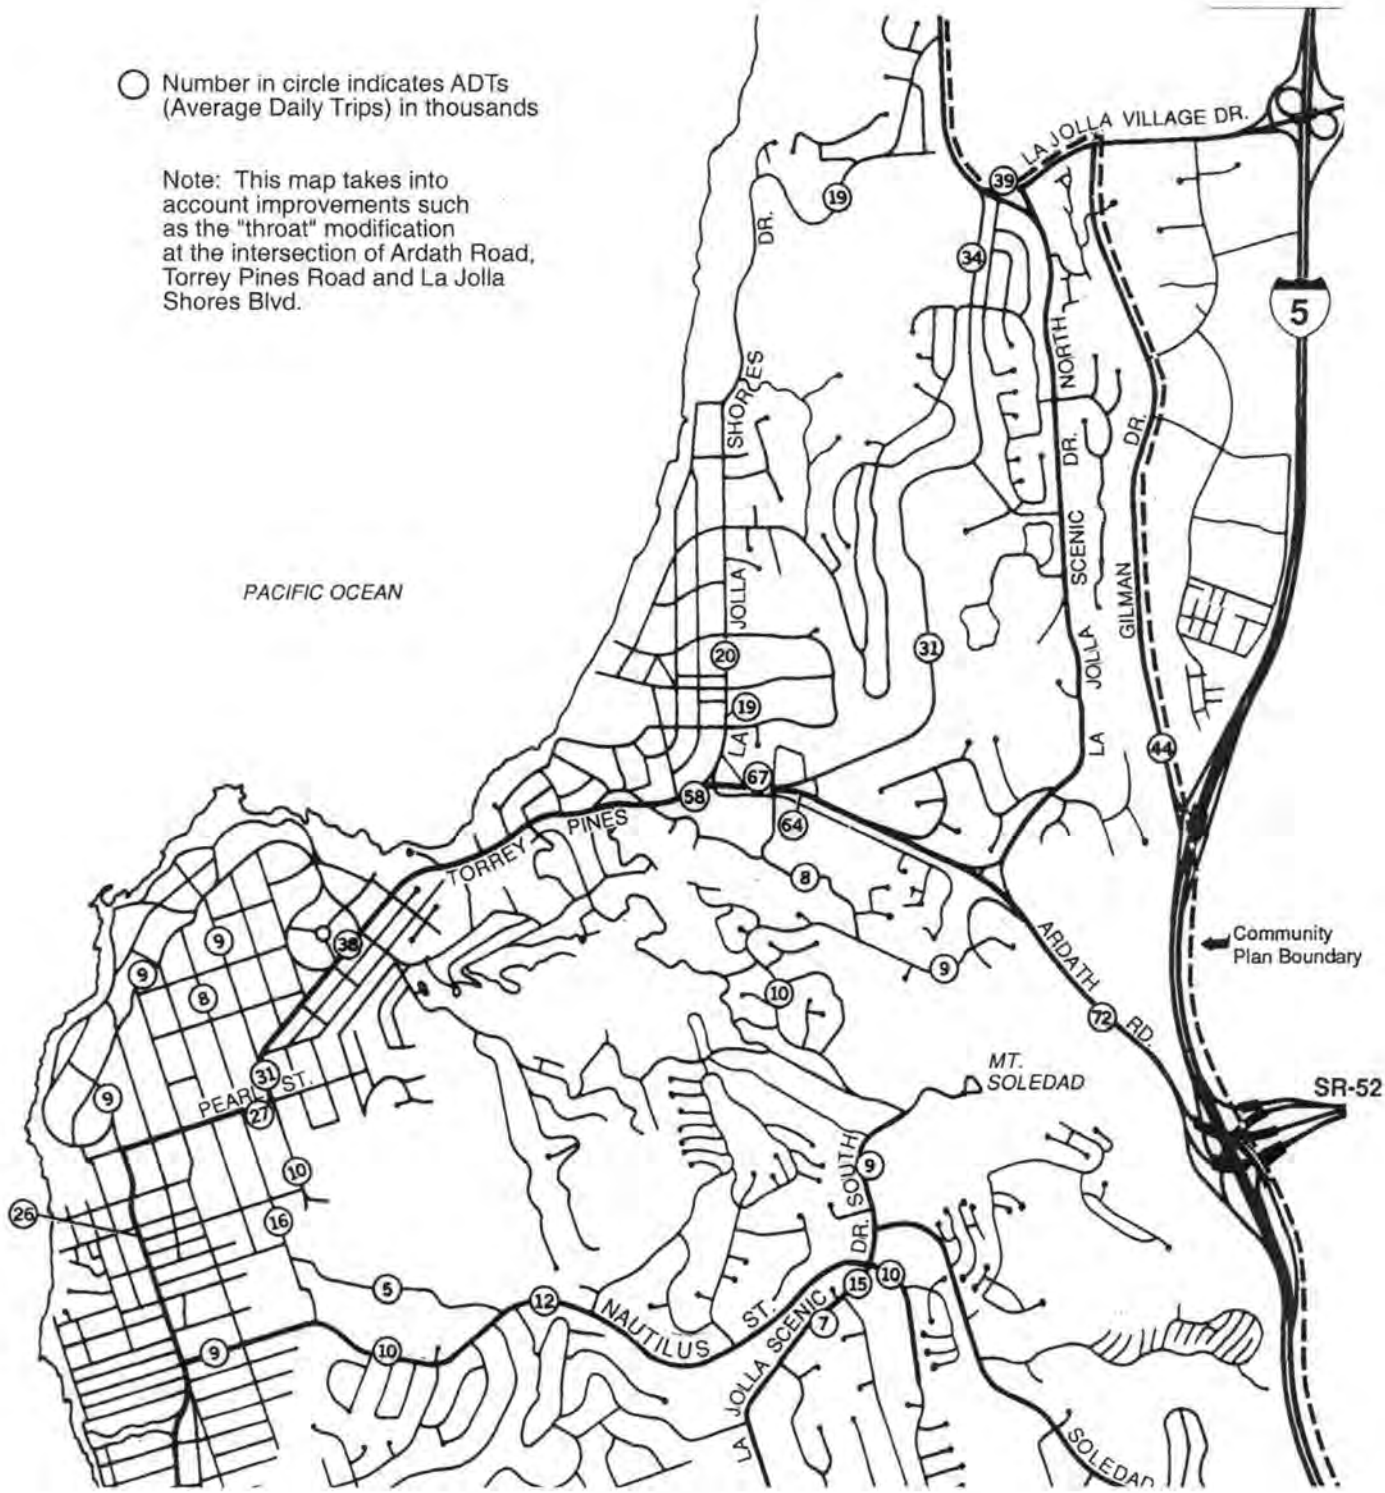 Number in circle indicates ADTs
(Average Daily Trips) in thousands
Note: This map takes into
account improvements such
as the "throat" modification
at the intersection of Ardath Road,
Torrey Pines Road and La Jolla
Shores Blvd.
LA JOLLA VILLAGE DR.
39
19
DR.
34
5
NORTH
SHORES
DR.
DR.
SCENIC
PACIFIC OCEAN
JOLLA
GILMAN
JOLLA
20
31
19
LA
LA
44
67
58
64
PINES
TORREY
8
9
38
9
9
8
10
ARDATH
RD.
72
Community
Plan Boundary
MT.
SOLEDAD
SR-52
31
PEARL ST.
27
9
10
9
SOUTH
DR.
26
16
5
12
NAUTILUS
ST.
15
10
7
9
10
LA JOLLA SCENIC
SOLEDAD